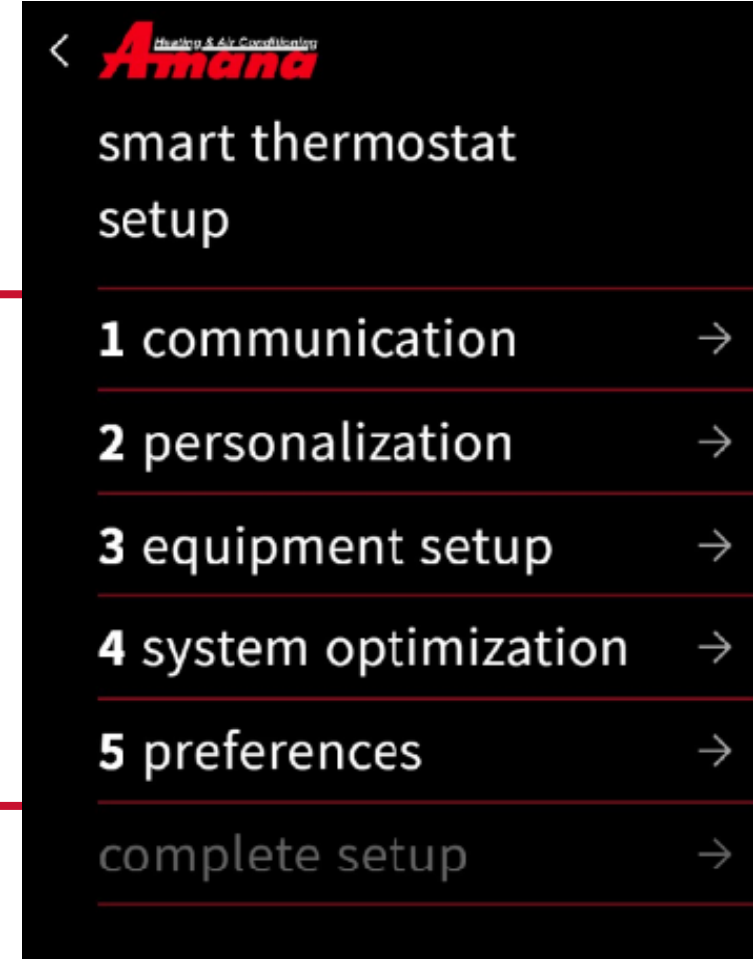 Heating & Air Conditioning
Amana
smart thermostat
setup
1 communication
2 personalization
3 equipment setup
4 system optimization
5 preferences
complete setup